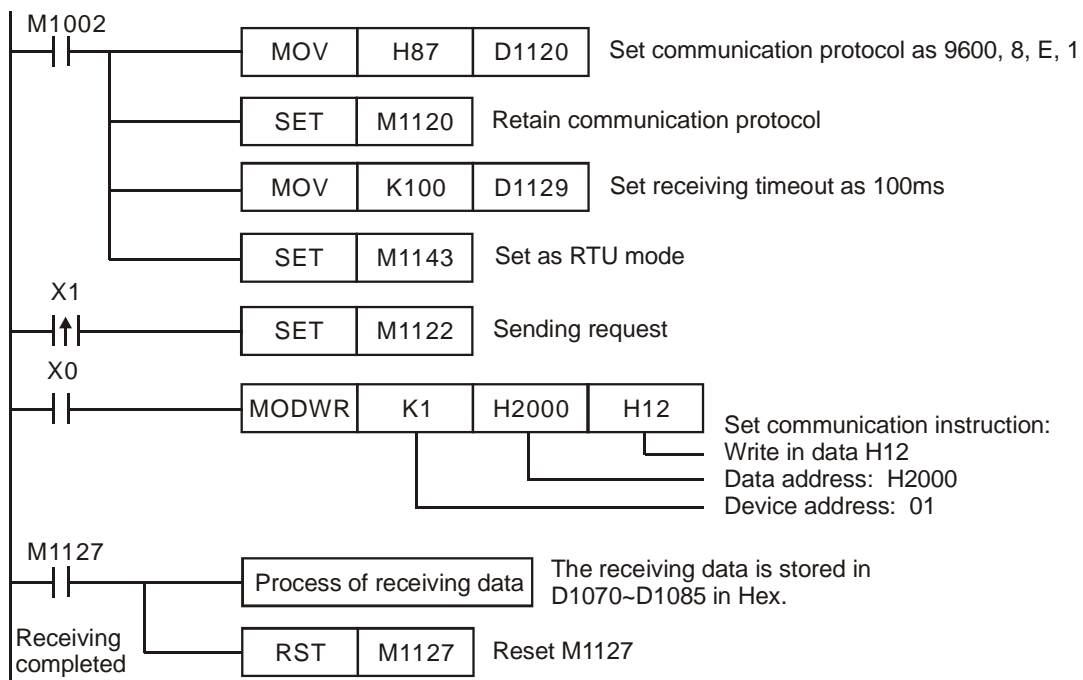 M1002
MOV H87 D1120 Set communication protocol as 9600, 8, E, 1
SET M1120 Retain communication protocol
MOV K100 D1129 Set receiving timeout as 100ms
SET M1143 Set as RTU mode
X1
SET M1122 Sending request
X0
MODWR K1 H2000 H12
Set communication instruction:
Write in data H12
Data address: H2000
Device address: 01
M1127
Process of receiving data
The receiving data is stored in
D1070~D1085 in Hex.
Receiving
completed
RST M1127 Reset M1127